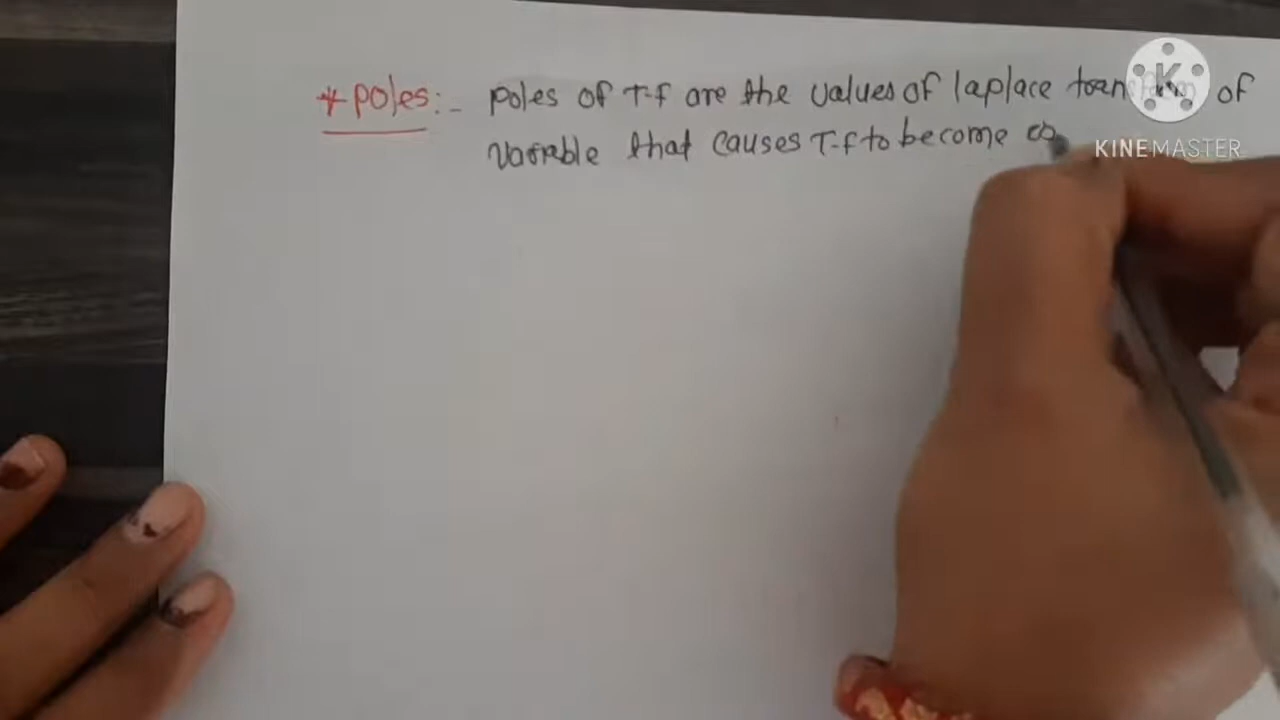 * Poles:- Poles of T-f are the values of laplace of
variable that causes T-f to become ∞
KINEMASTER